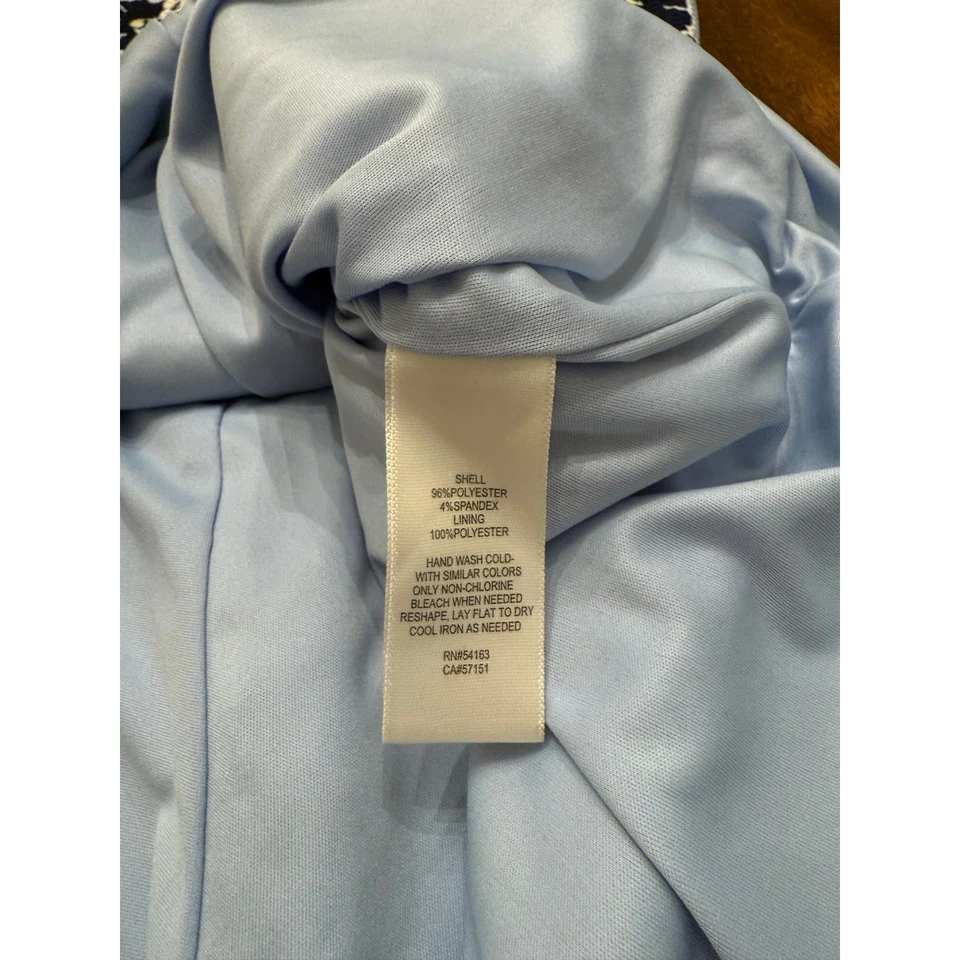 SHELL
96%POLYESTER
4%SPANDEX
LINING
100%POLYESTER
HAND WASH COLD-
WITH SIMILAR COLORS
ONLY NON-CHLORINE
BLEACH WHEN NEEDED
RESHAPE, LAY FLAT TO DRY
COOL IRON AS NEEDED
RN#54163
CA#57151